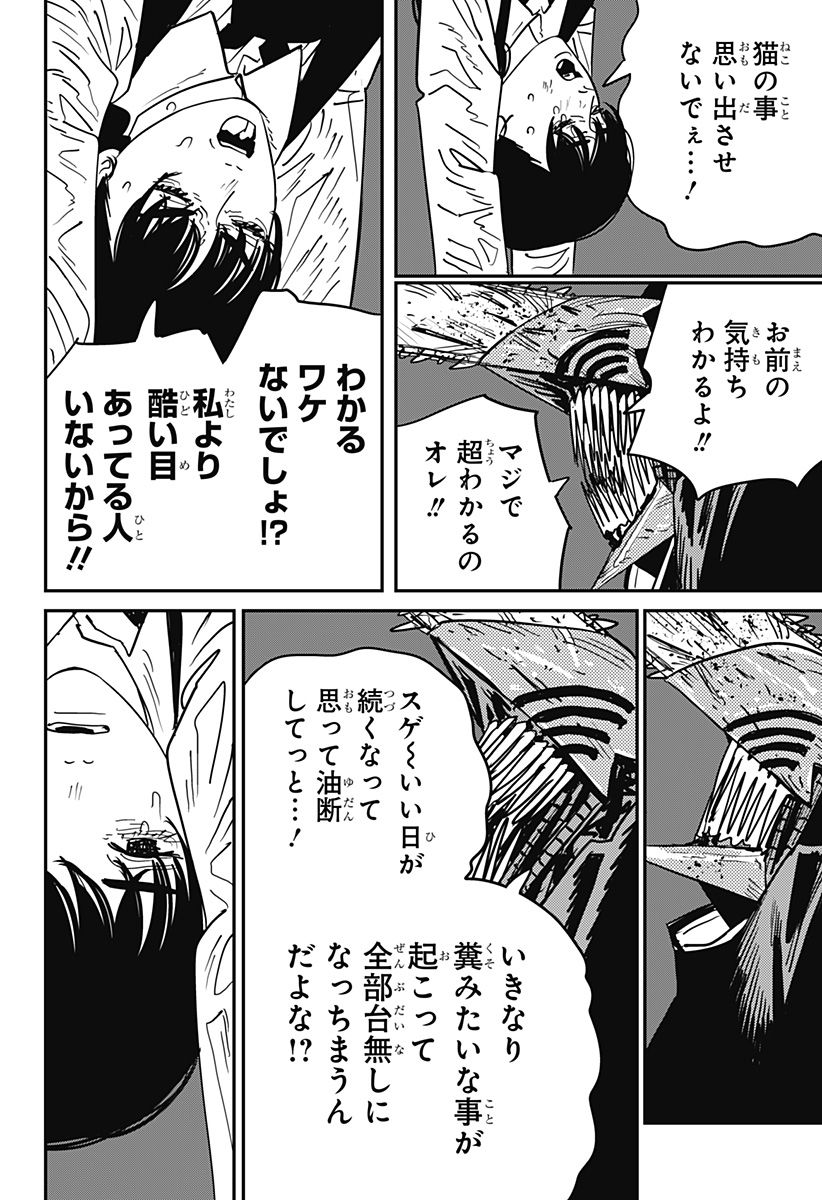 猫の事
思い出させ
ないでぇ…！
お前の
気持ち
わかるよ!!
マジで
超わかるの
オレ!!
わかる
ワケ
ないでしょ!?
私より
酷い目
あってる人
いないから!!
スゲ〜いい日が
続くなって
思って油断
してっと…！
いきなり
糞みたいな事が
起こって
全部台無しに
なっちまうん
だよな!?